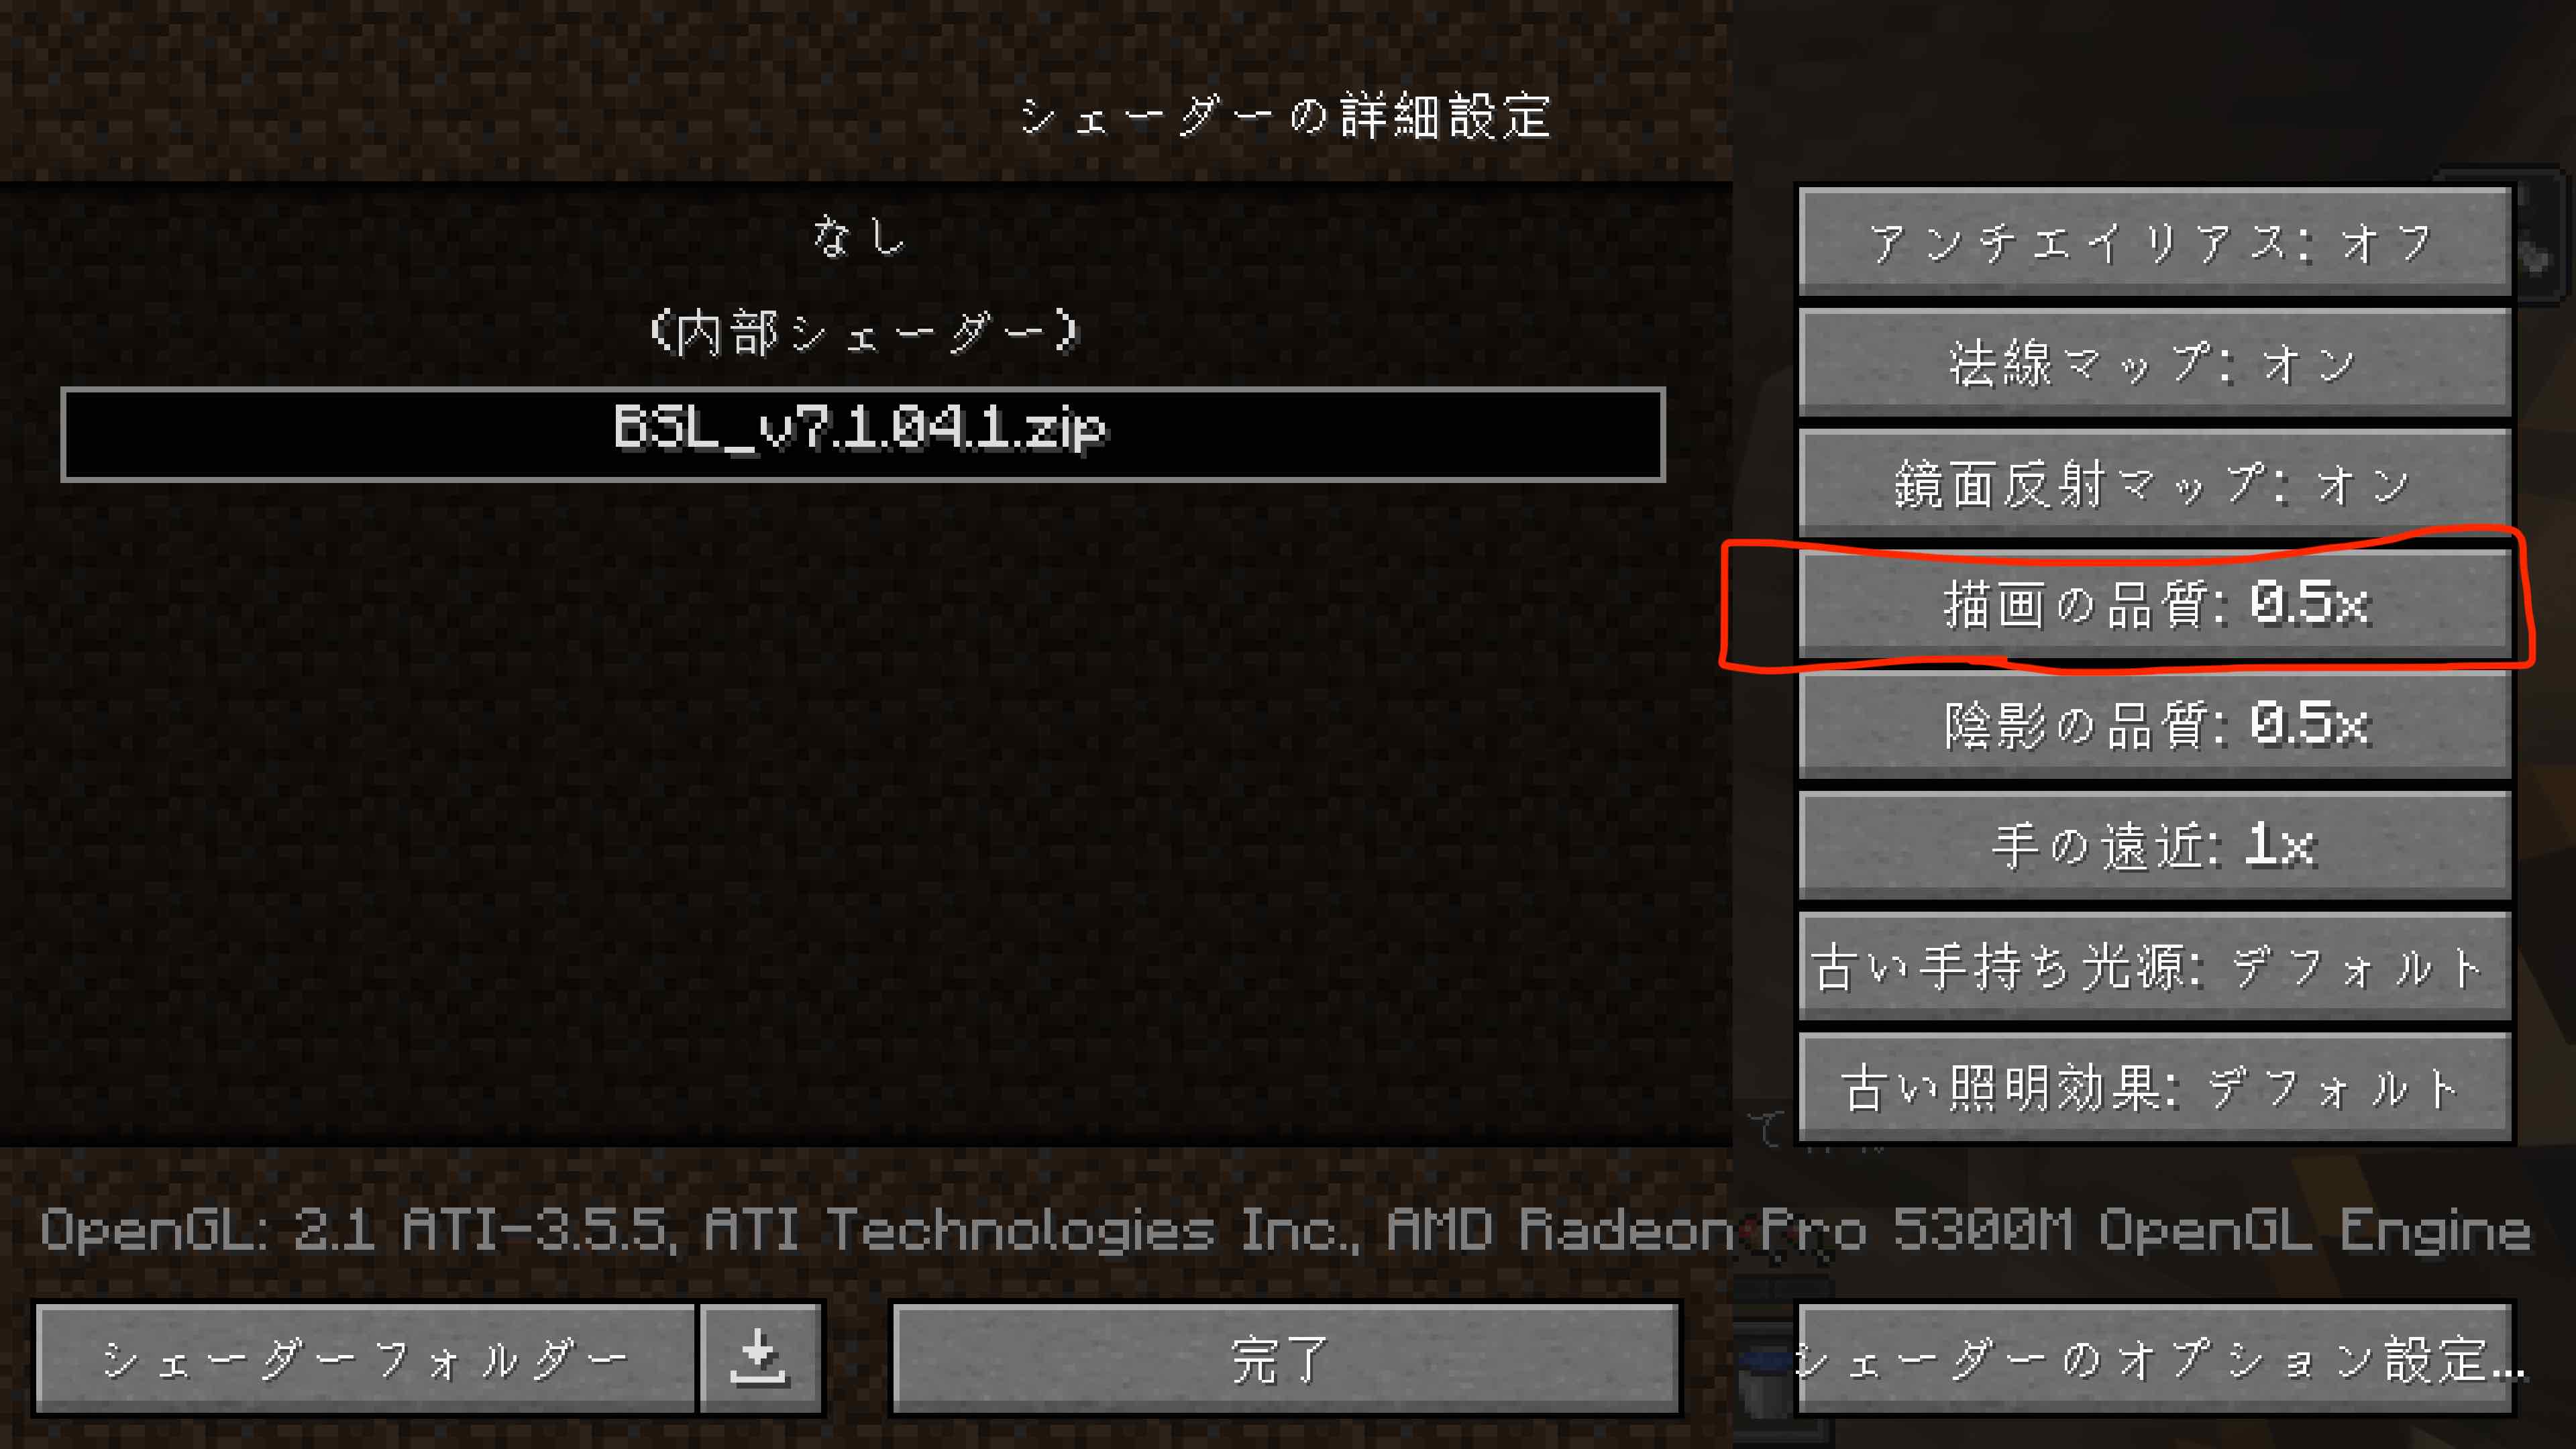 シェーダーの詳細設定
なし
(内部シェーダー)
BSL_v7.1.04.1.zip
アンチエイリアス: オフ
法線マップ: オン
鏡面反射マップ: オン
描画の品質: 0.5x
陰影の品質: 0.5x
手の遠近: 1x
古い手持ち光源: デフォルト
古い照明効果: デフォルト
て
OpenGL: 2.1 ATI-3.5.5, ATI Technologies Inc., AMD Radeon Pro 5300M OpenGL Engine
シェーダーフォルダー
完了
シェーダーのオプション設定...